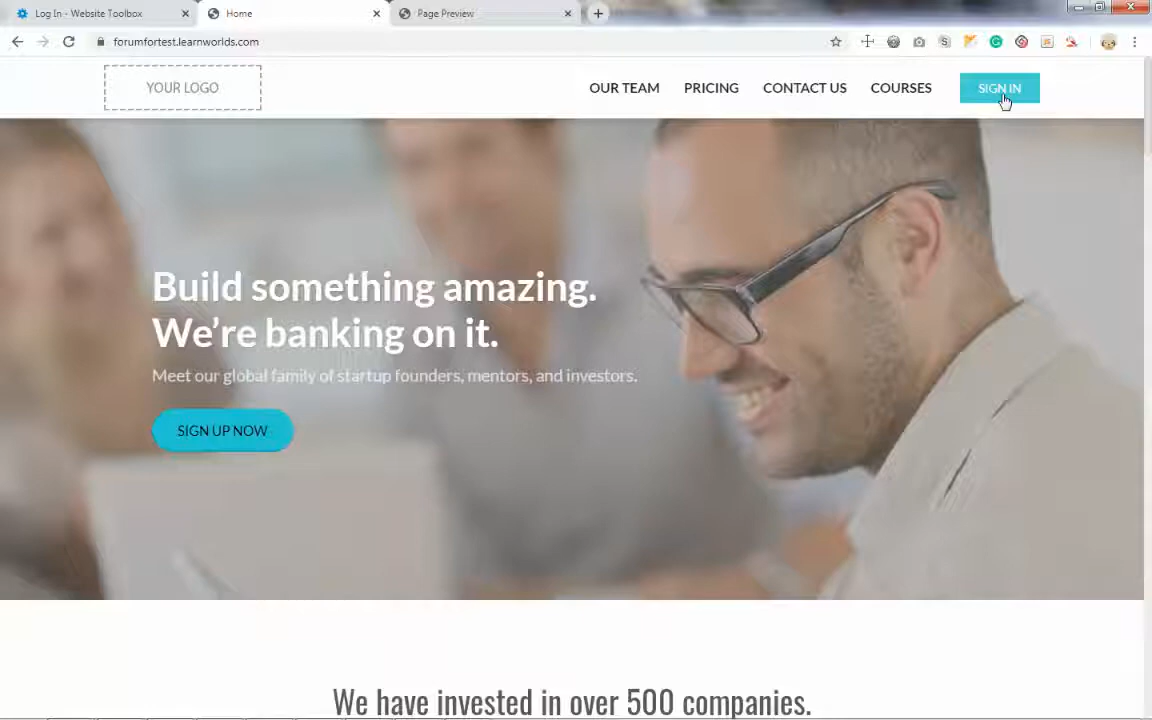 Log In - Website Toolbox
Home
Page Preview
forumfortest.learnworlds.com
YOUR LOGO
OUR TEAM
PRICING
CONTACT US
COURSES
SIGN IN
Build something amazing.
We’re banking on it.
Meet our global family of startup founders, mentors, and investors.
SIGN UP NOW
We have invested in over 500 companies.